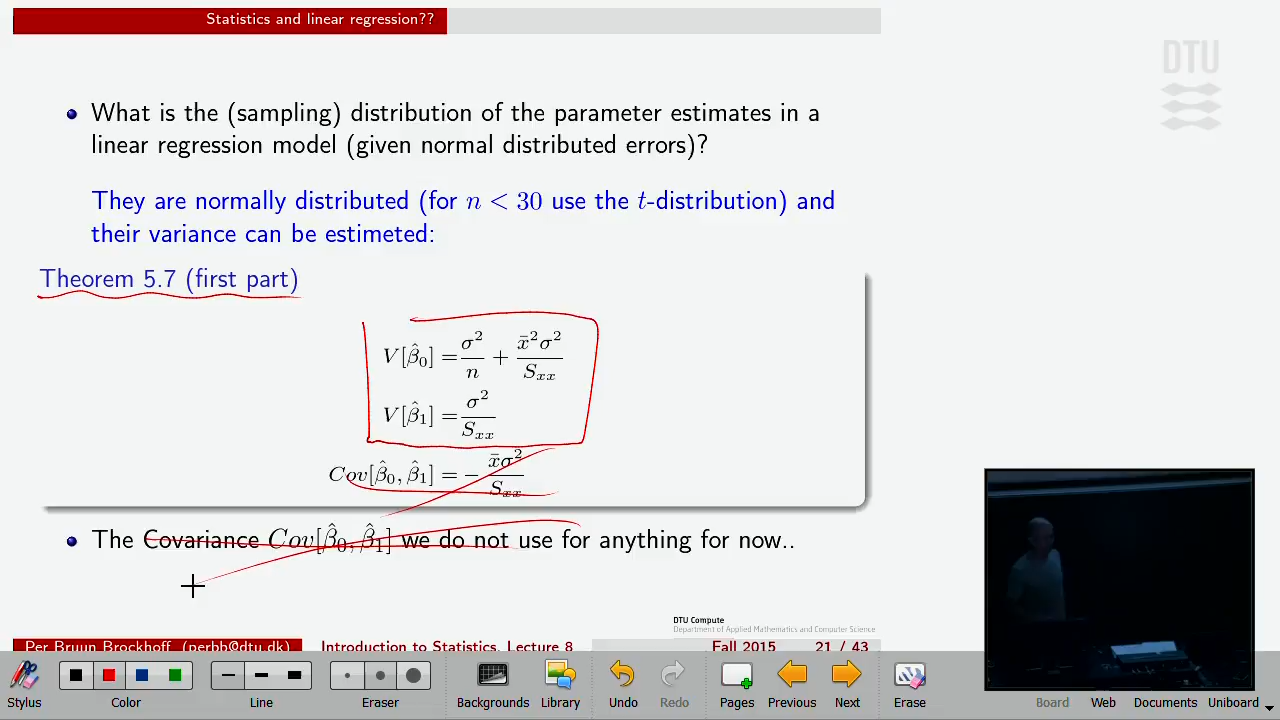 Statistics and linear regression??
DTU
What is the (sampling) distribution of the parameter estimates in a
linear regression model (given normal distributed errors)?
They are normally distributed (for n < 30 use the t-distribution) and
their variance can be estimeted:
Theorem 5.7 (first part)
V[β̂₀] = σ²/n + x̄²σ²/Sₓₓ
V[β̂₁] = σ²/Sₓₓ
Cov[β̂₀, β̂₁] = − x̄σ²/Sₓₓ
The Covariance Cov[β̂₀, β̂₁] we do not use for anything for now..
DTU Compute
Department of Applied Mathematics and Computer Science
Per Bruun Brockhoff (perbb@dtu.dk) Introduction to Statistics, Lecture 8 Fall 2015 21 / 43
Stylus Color Line Eraser Backgrounds Library Undo Redo Pages Previous Next Erase Board Web Documents Uniboard